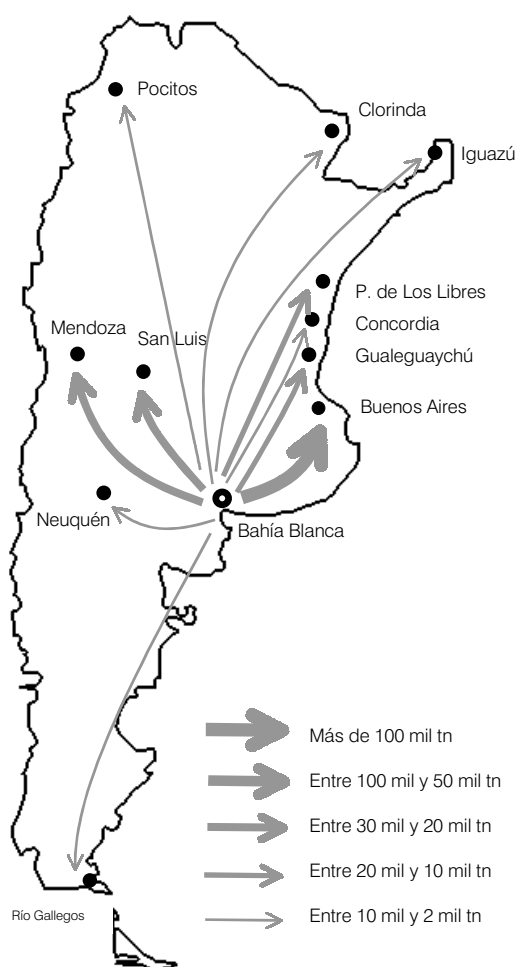 Pocitos
Clorinda
Iguazú
P. de Los Libres
Concordia
Mendoza
San Luis
Gualeguaychú
Buenos Aires
Neuquén
Bahía Blanca
Más de 100 mil tn
Entre 100 mil y 50 mil tn
Entre 30 mil y 20 mil tn
Entre 20 mil y 10 mil tn
Entre 10 mil y 2 mil tn
Río Gallegos